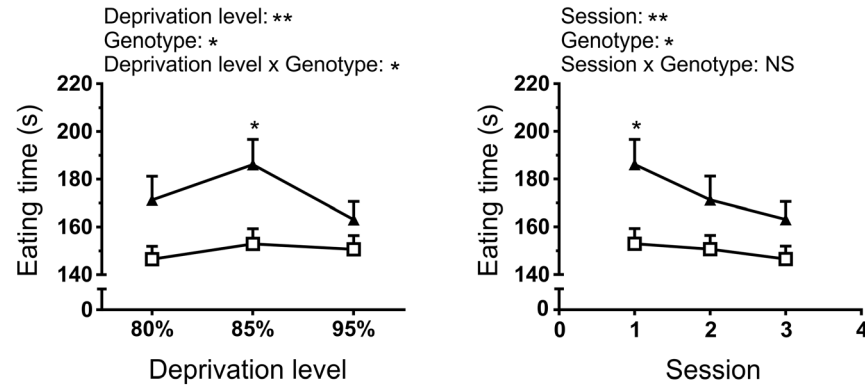 Deprivation level: **
Genotype: *
Deprivation level x Genotype: *
220
200
180
160
140
0
Eating time (s)
*
80% 85% 95%
Deprivation level
Session: **
Genotype: *
Session x Genotype: NS
220
200
180
160
140
0
Eating time (s)
*
0 1 2 3 4
Session